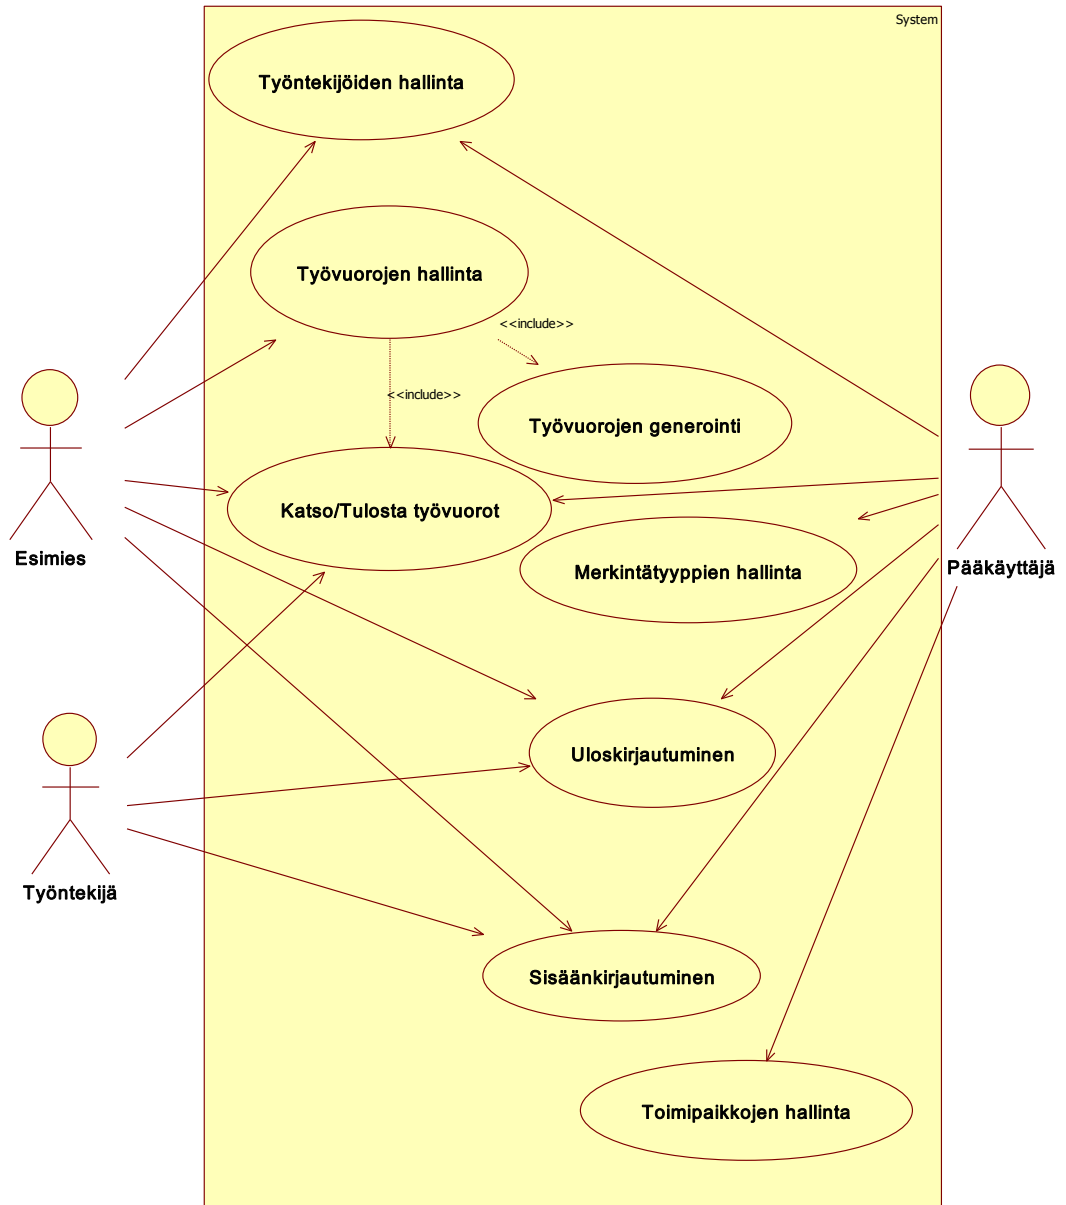 System
Työntekijöiden hallinta
Työvuorojen hallinta
<<include>>
<<include>>
Työvuorojen generointi
Katso/Tulosta työvuorot
Esimies
Merkintätyyppien hallinta
Pääkäyttäjä
Uloskirjautuminen
Työntekijä
Sisäänkirjautuminen
Toimipaikkojen hallinta